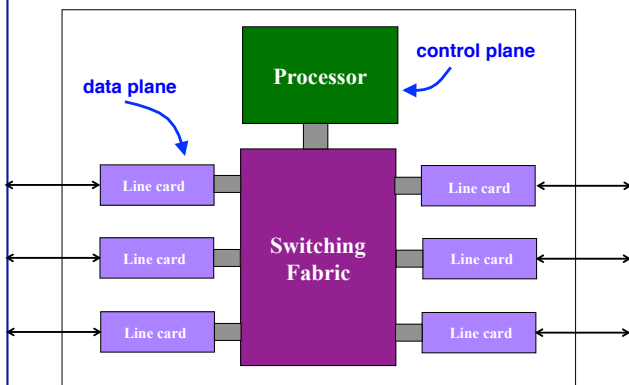 control plane
Processor
data plane
Line card
Line card
Line card
Switching
Fabric
Line card
Line card
Line card